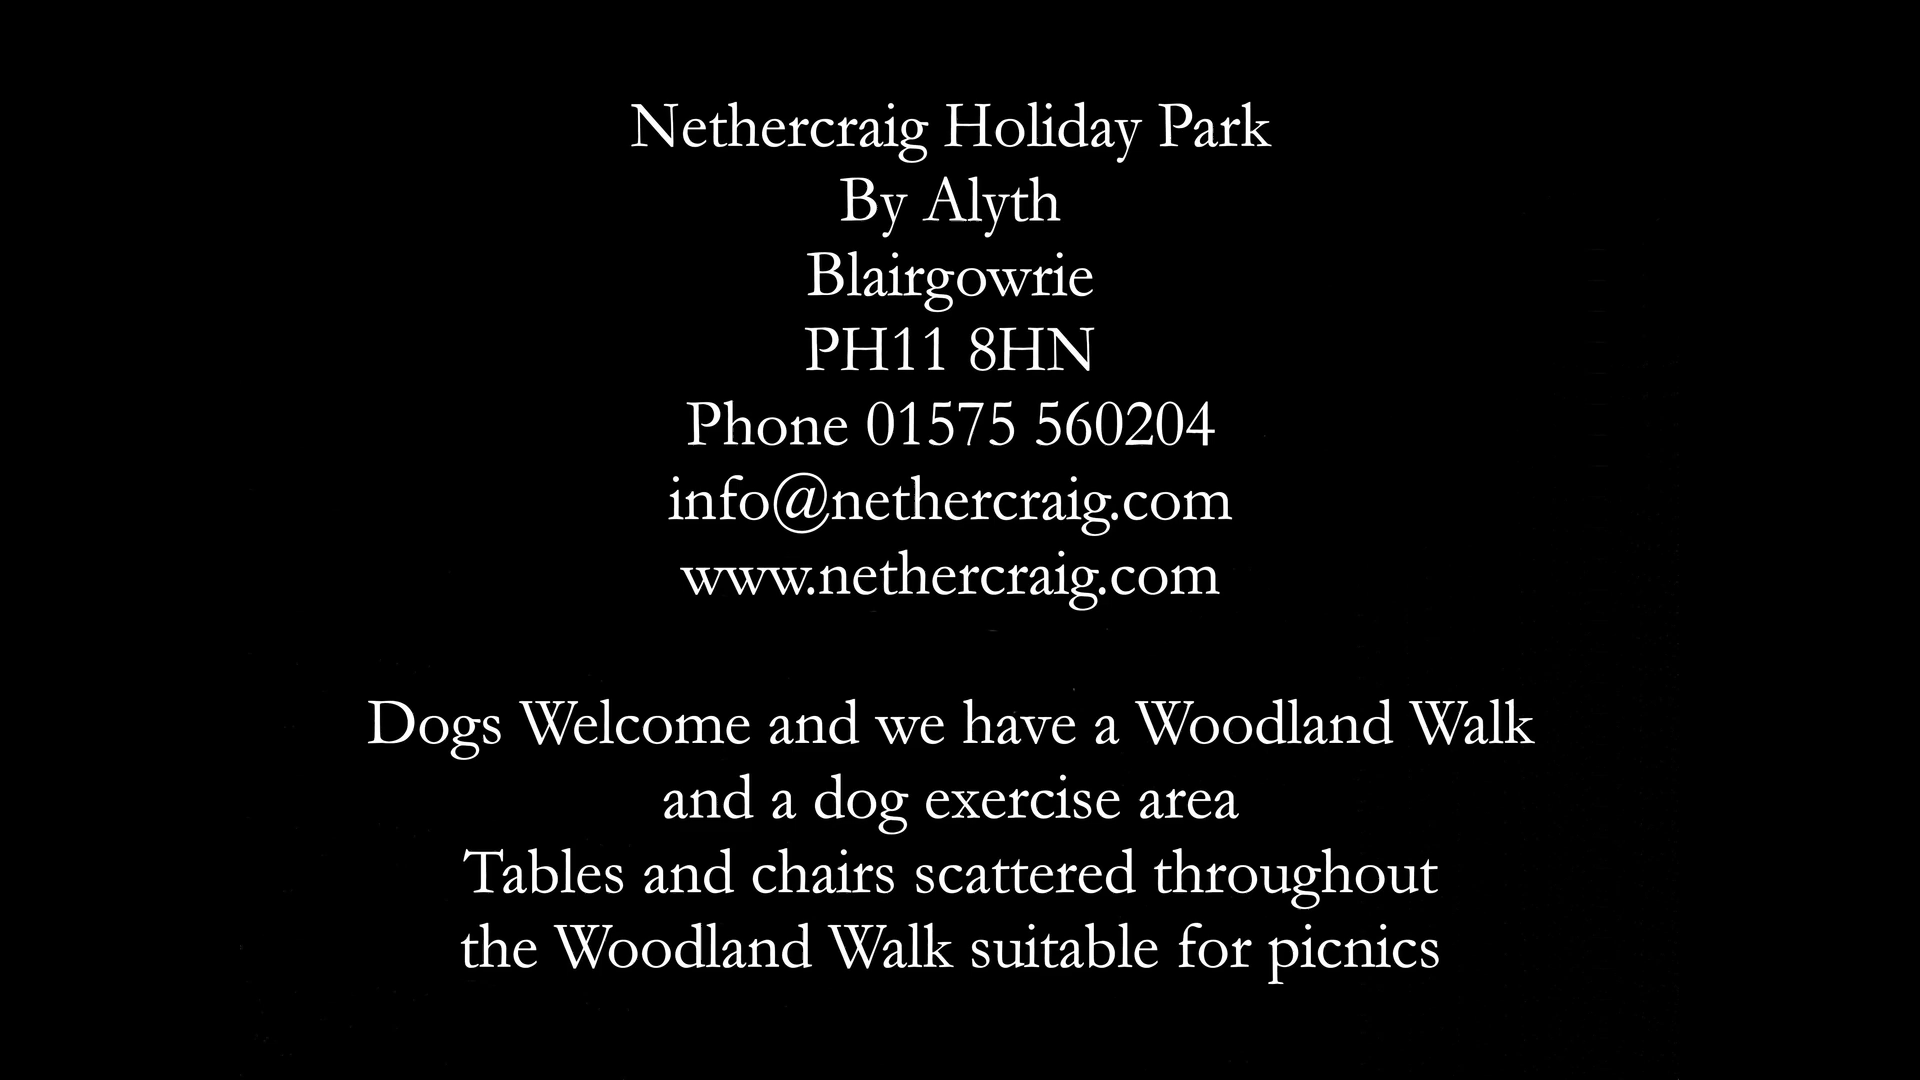 Nethercraig Holiday Park
By Alyth
Blairgowrie
PH11 8HN
Phone 01575 560204
info@nethercraig.com
www.nethercraig.com
Dogs Welcome and we have a Woodland Walk
and a dog exercise area
Tables and chairs scattered throughout
the Woodland Walk suitable for picnics